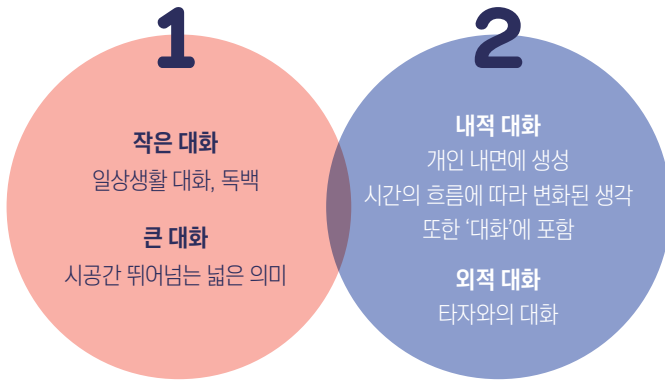 1
작은 대화
일상생활 대화, 독백
큰 대화
시공간 뛰어넘는 넓은 의미
2
내적 대화
개인 내면에 생성
시간의 흐름에 따라 변화된 생각
또한 ‘대화’에 포함
외적 대화
타자와의 대화